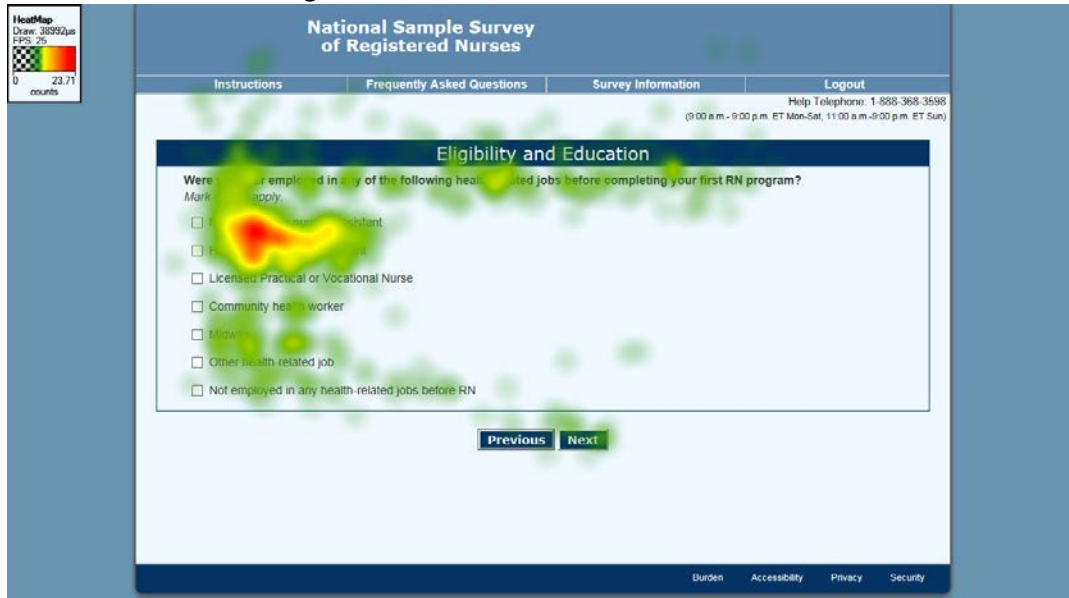 HeatMap
Draw: 38992µs
FPS: 25
0 23.71
counts
National Sample Survey
of Registered Nurses
Instructions Frequently Asked Questions Survey Information Logout
Help Telephone: 1-888-368-3598
(9:00 a.m.- 9:00 p.m. ET Mon-Sat, 11:00 a.m.-9:00 p.m. ET Sun)
Eligibility and Education
Were employed in any of the following jobs before completing your first RN program?
Mark apply.
Licensed Practical or Vocational Nurse
Community health worker
Other health-related job
Not employed in any health-related jobs before RN
Previous Next
Burden Accessibility Privacy Security